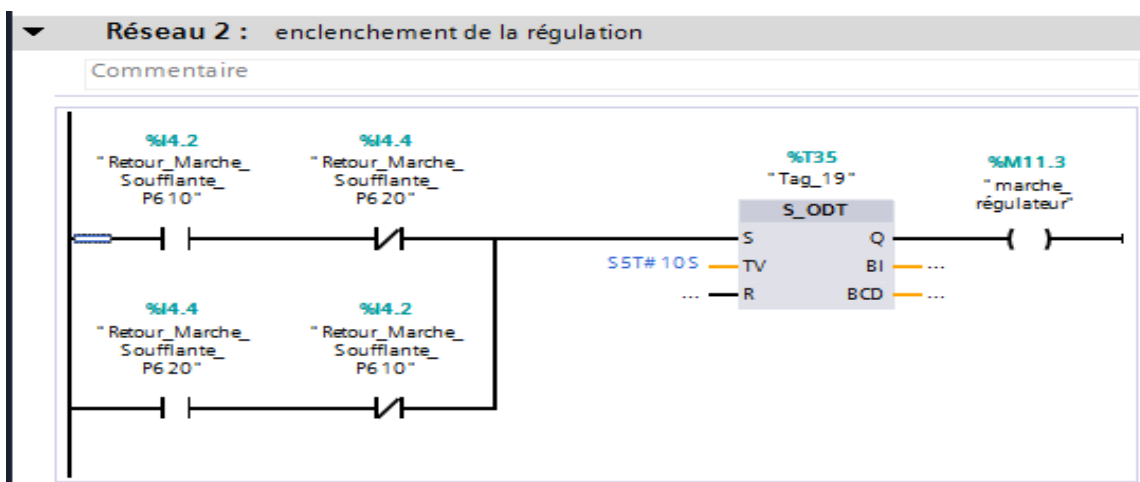 Réseau 2 : enclenchement de la régulation
Commentaire
%I4.2
"Retour_Marche_
Soufflante_
P610"
%I4.4
"Retour_Marche_
Soufflante_
P620"
%T35
"Tag_19"
S_ODT
%M11.3
"marche_
régulateur"
S
Q
S5T#10S
TV
BI
...
...
R
BCD
...
%I4.4
"Retour_Marche_
Soufflante_
P620"
%I4.2
"Retour_Marche_
Soufflante_
P610"